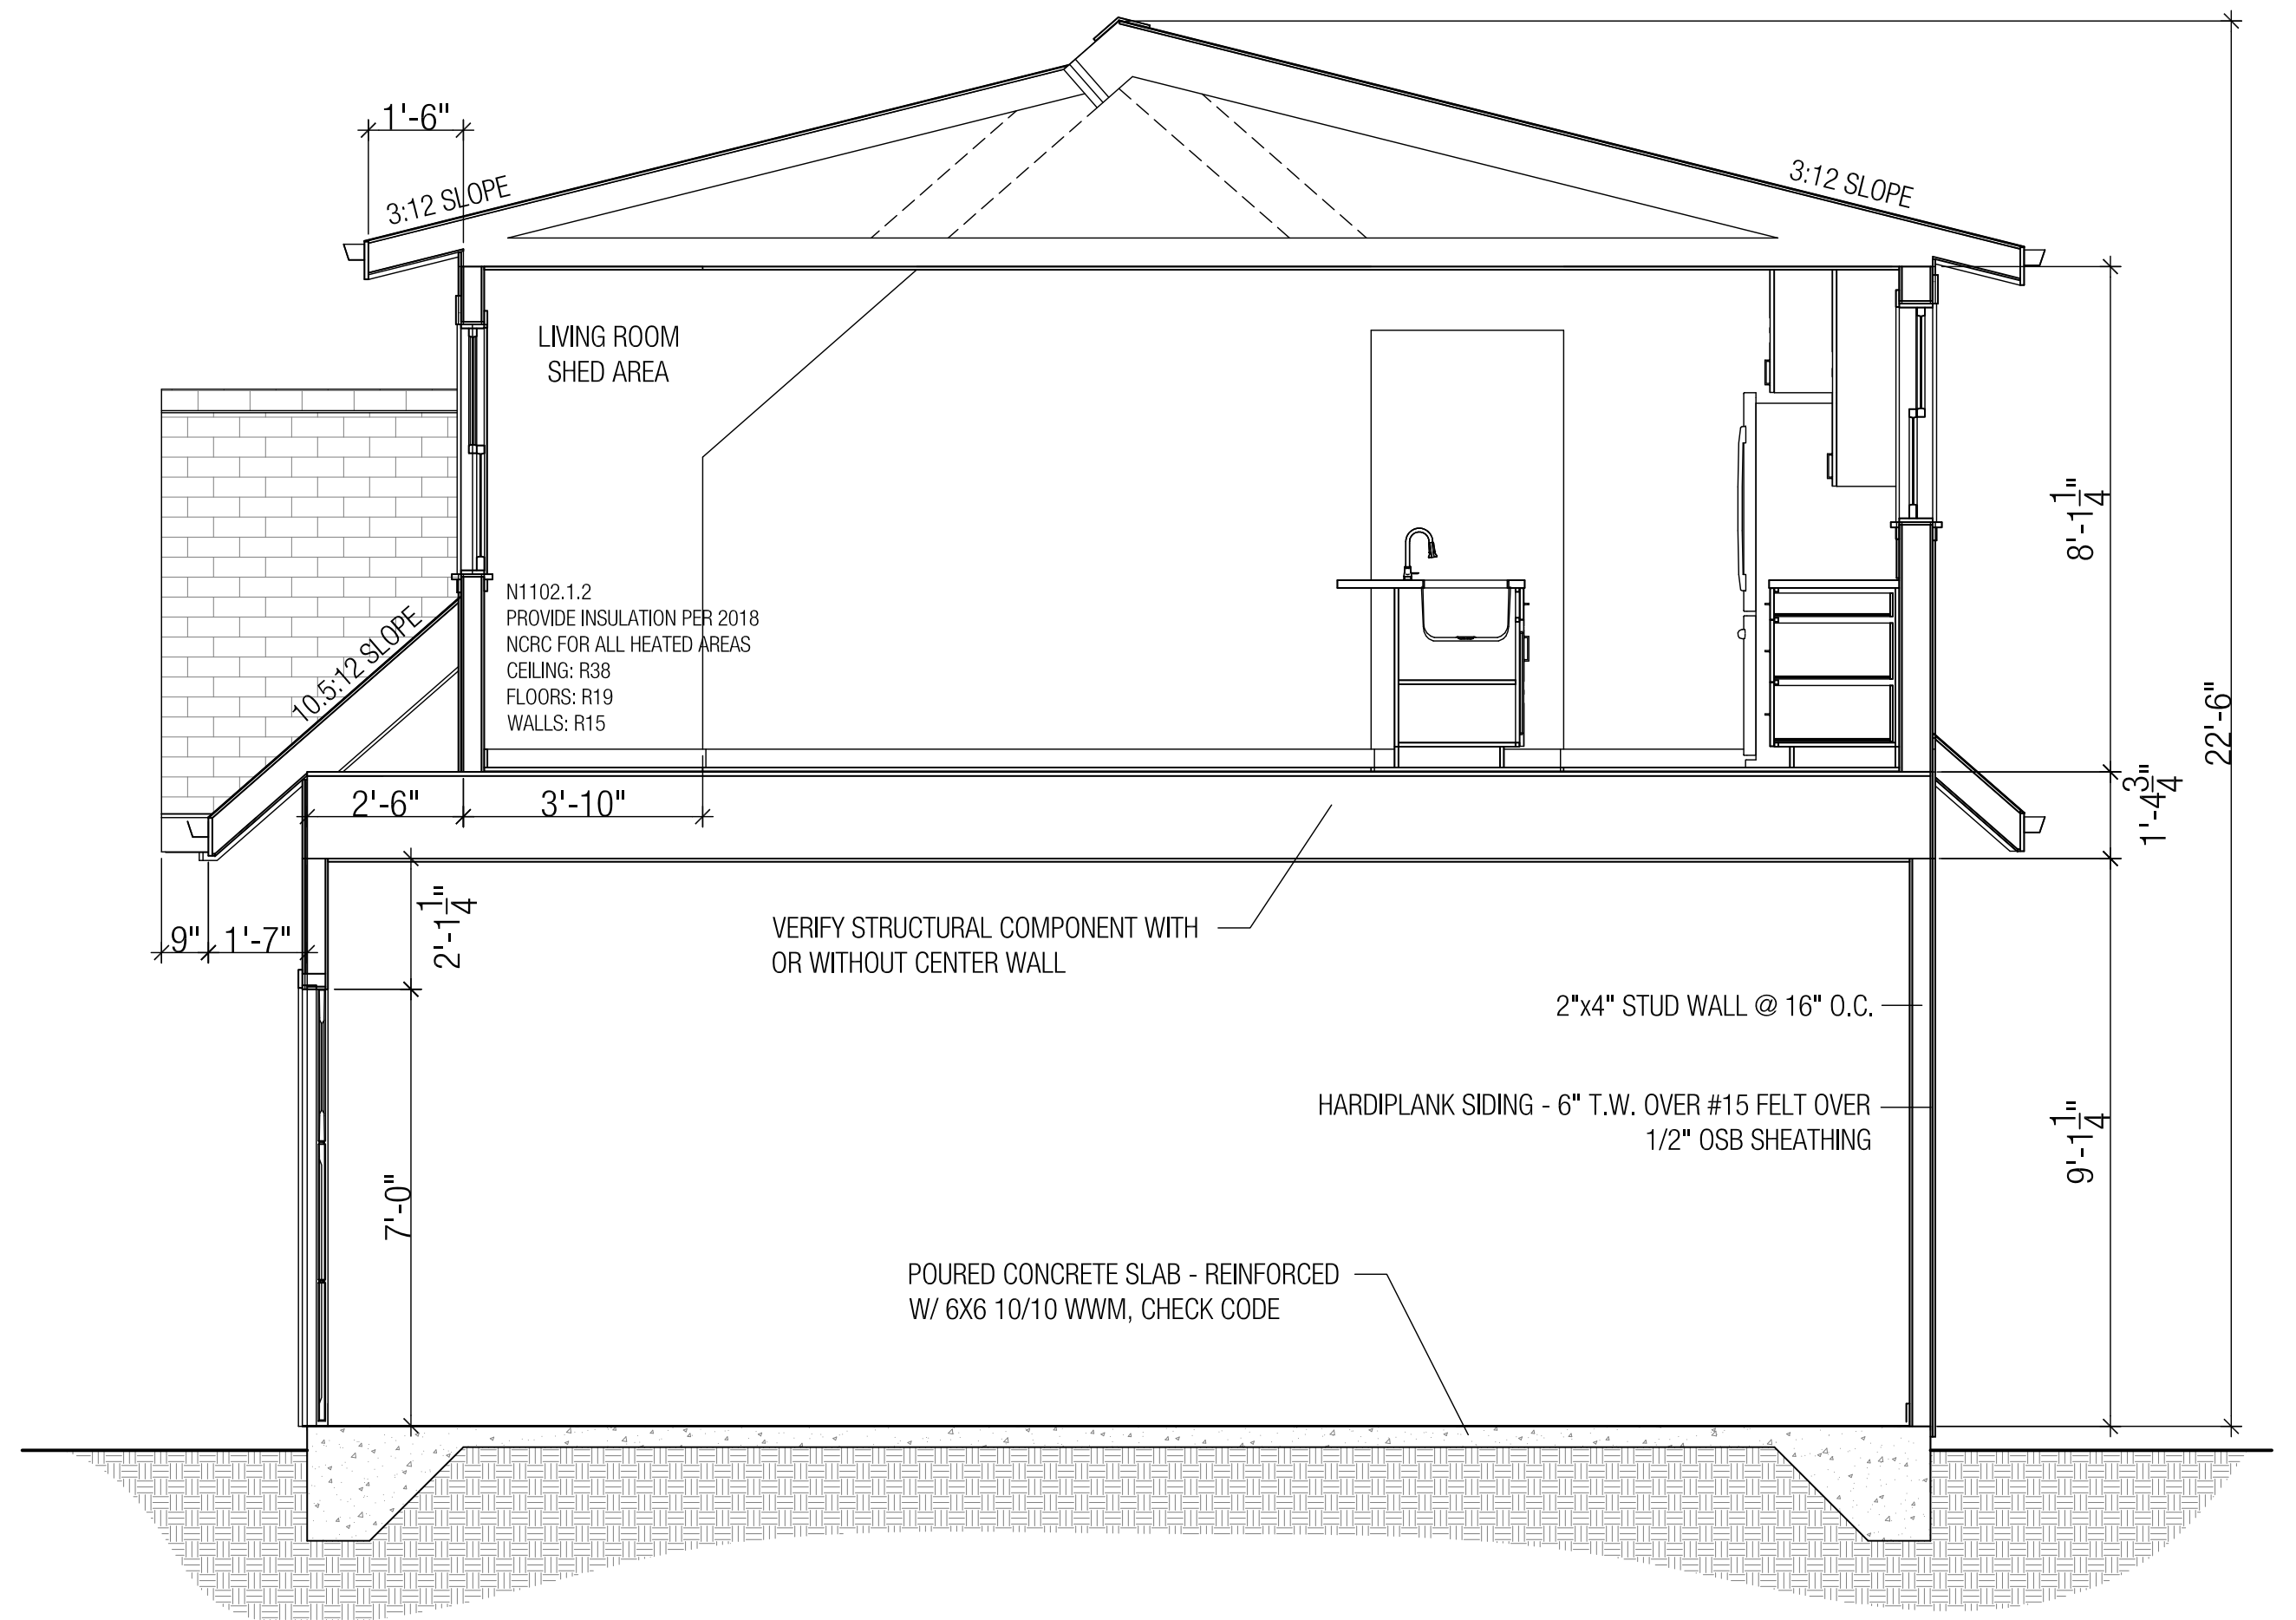 1'-6"
3:12 SLOPE
3:12 SLOPE
LIVING ROOM
SHED AREA
8'-1 1/4"
N1102.1.2
PROVIDE INSULATION PER 2018
NCRC FOR ALL HEATED AREAS
CEILING: R38
FLOORS: R19
WALLS: R15
10.5:12 SLOPE
22'-6"
2'-6"
3'-10"
1'-4 3/4"
2'-1 1/4"
9"
1'-7"
VERIFY STRUCTURAL COMPONENT WITH
OR WITHOUT CENTER WALL
2"x4" STUD WALL @ 16" O.C.
HARDIPLANK SIDING - 6" T.W. OVER #15 FELT OVER
1/2" OSB SHEATHING
9'-1 1/4"
7'-0"
POURED CONCRETE SLAB - REINFORCED
W/ 6X6 10/10 WWM, CHECK CODE